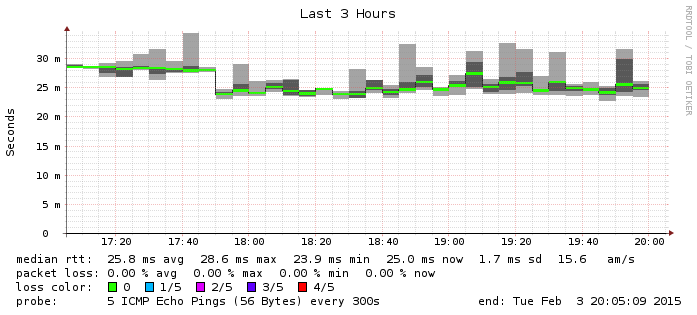 Last 3 Hours
RRDTOOL / TOBI OETIKER
Seconds
30 m
25 m
20 m
15 m
10 m
5 m
0
17:20 17:40 18:00 18:20 18:40 19:00 19:20 19:40 20:00
median rtt: 25.8 ms avg 28.6 ms max 23.9 ms min 25.0 ms now 1.7 ms sd 15.6 am/s
packet loss: 0.00 % avg 0.00 % max 0.00 % min 0.00 % now
loss color: 0 1/5 2/5 3/5 4/5
probe: 5 ICMP Echo Pings (56 Bytes) every 300s end: Tue Feb 3 20:05:09 2015